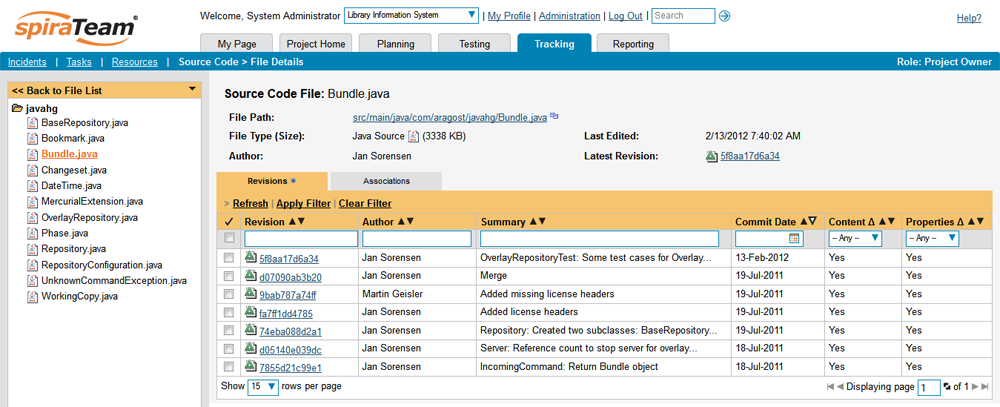 spiraTeam
Welcome, System Administrator Library Information System | My Profile | Administration | Log Out | Search
Help?
My Page Project Home Planning Testing Tracking Reporting
Incidents | Tasks | Resources | Source Code > File Details Role: Project Owner
<< Back to File List
javahg
BaseRepository.java
Bookmark.java
Bundle.java
Changeset.java
DateTime.java
MercurialExtension.java
OverlayRepository.java
Phase.java
Repository.java
RepositoryConfiguration.java
UnknownCommandException.java
WorkingCopy.java
Source Code File: Bundle.java
File Path: src/main/java/com/aragost/javahg/Bundle.java
File Type (Size): Java Source (3338 KB) Last Edited: 2/13/2012 7:40:02 AM
Author: Jan Sorensen Latest Revision: 5f8aa17d6a34
Revisions Associations
> Refresh | Apply Filter | Clear Filter
Revision Author Summary Commit Date Content Δ Properties Δ
-- Any -- -- Any --
5f8aa17d6a34 Jan Sorensen OverlayRepositoryTest: Some test cases for Overlay... 13-Feb-2012 Yes Yes
d07090ab3b20 Jan Sorensen Merge 19-Jul-2011 Yes Yes
9bab787a74ff Martin Geisler Added missing license headers 19-Jul-2011 Yes Yes
fa7ff1dd4785 Jan Sorensen Added license headers 19-Jul-2011 Yes Yes
74eba088d2a1 Jan Sorensen Repository: Created two subclasses: BaseRepository... 19-Jul-2011 Yes Yes
d05140e039dc Jan Sorensen Server: Reference count to stop server for overlay... 18-Jul-2011 Yes Yes
7855d21c99e1 Jan Sorensen IncomingCommand: Return Bundle object 18-Jul-2011 Yes Yes
Show 15 rows per page Displaying page 1 of 1